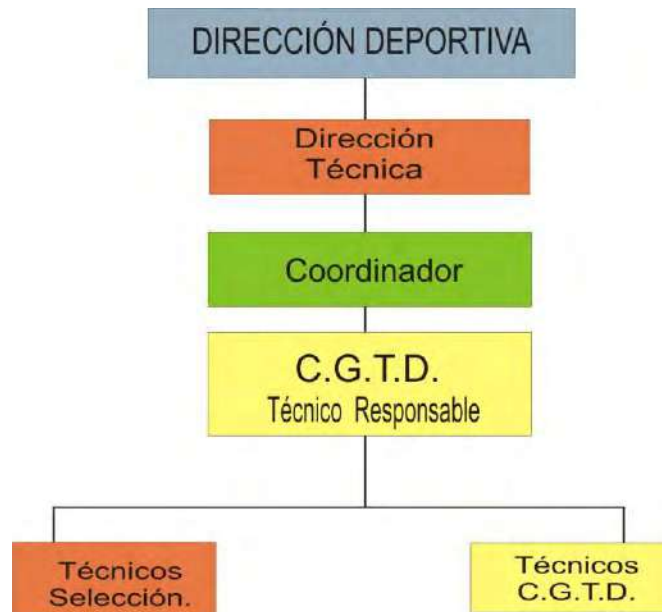 DIRECCIÓN DEPORTIVA
Dirección
Técnica
Coordinador
C.G.T.D.
Técnico Responsable
Técnicos
Selección.
Técnicos
C.G.T.D.